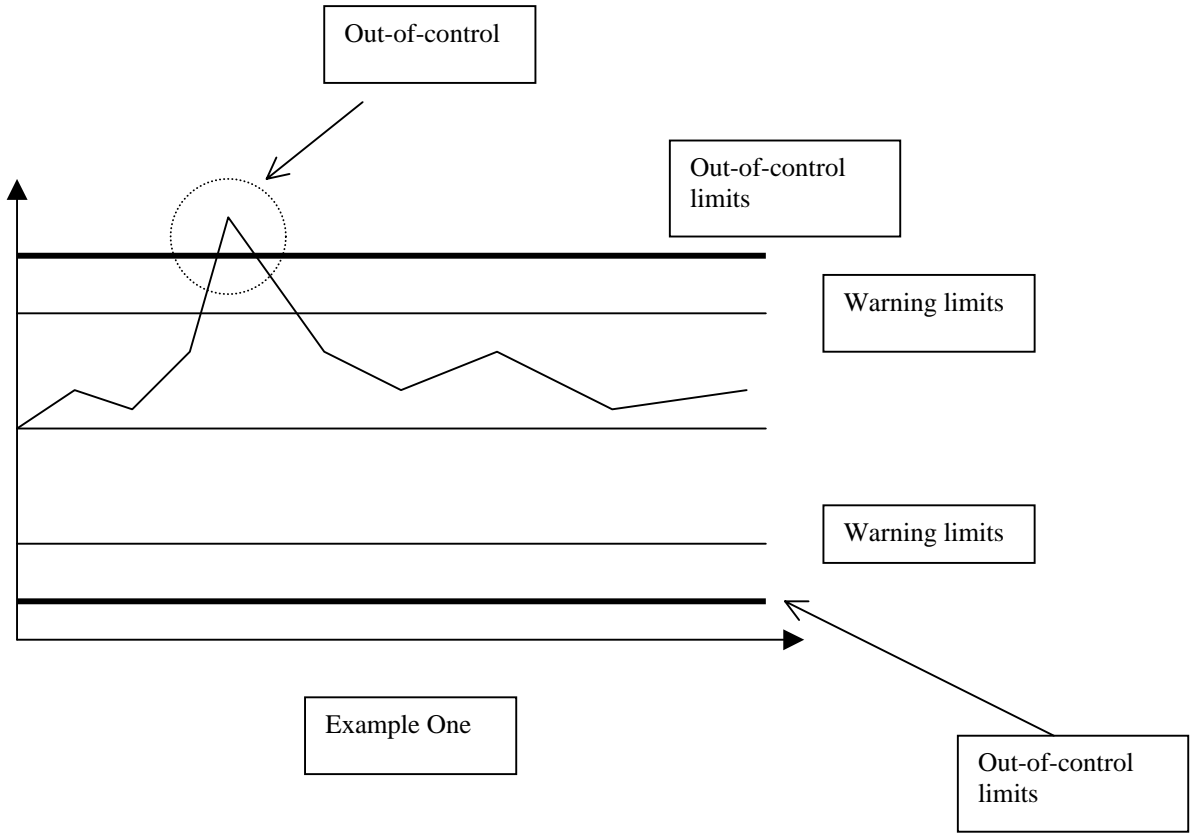 Out-of-control
Out-of-control
limits
Warning limits
Warning limits
Example One
Out-of-control
limits